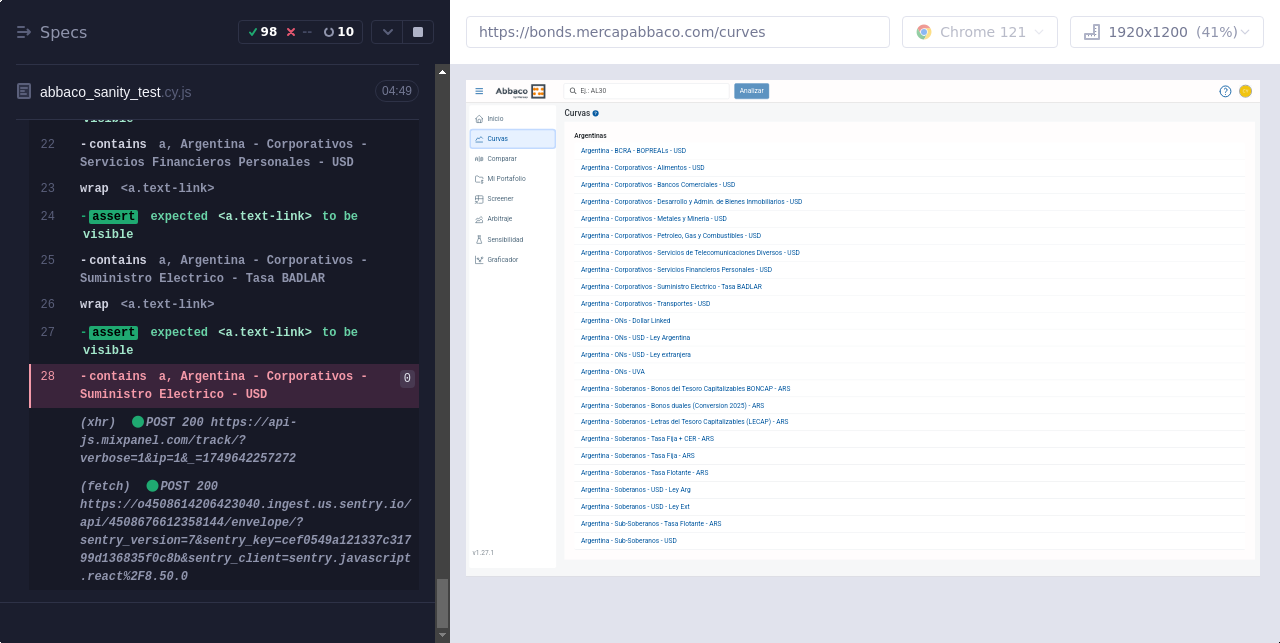 Specs
98
--
10
abbaco_sanity_test.cy.js
04:49
visible
22 -contains a, Argentina - Corporativos -
Servicios Financieros Personales - USD
23 wrap <a.text-link>
24 -assert expected <a.text-link> to be
visible
25 -contains a, Argentina - Corporativos -
Suministro Electrico - Tasa BADLAR
26 wrap <a.text-link>
27 -assert expected <a.text-link> to be
visible
28 -contains a, Argentina - Corporativos - 0
Suministro Electrico - USD
(xhr) POST 200 https://api-
js.mixpanel.com/track/?
verbose=1&ip=1&_=1749642257272
(fetch) POST 200
https://o4508614206423040.ingest.us.sentry.io/
api/4508676612358144/envelope/?
sentry_version=7&sentry_key=cef0549a121337c317
99d136835f0c8b&sentry_client=sentry.javascript
.react%2F8.50.0
https://bonds.mercapabbaco.com/curves
Chrome 121
1920x1200 (41%)
Abbaco
Ej.: AL30
Analizar
Inicio
Curvas
Comparar
Mi Portafolio
Screener
Arbitraje
Sensibilidad
Graficador
v1.27.1
Curvas
Argentinas
Argentina - BCRA - BOPREALs - USD
Argentina - Corporativos - Alimentos - USD
Argentina - Corporativos - Bancos Comerciales - USD
Argentina - Corporativos - Desarrollo y Admin. de Bienes Inmobiliarios - USD
Argentina - Corporativos - Metales y Mineria - USD
Argentina - Corporativos - Petroleo, Gas y Combustibles - USD
Argentina - Corporativos - Servicios de Telecomunicaciones Diversos - USD
Argentina - Corporativos - Servicios Financieros Personales - USD
Argentina - Corporativos - Suministro Electrico - Tasa BADLAR
Argentina - Corporativos - Transportes - USD
Argentina - ONs - Dollar Linked
Argentina - ONs - USD - Ley Argentina
Argentina - ONs - USD - Ley extranjera
Argentina - ONs - UVA
Argentina - Soberanos - Bonos del Tesoro Capitalizables BONCAP - ARS
Argentina - Soberanos - Bonos duales (Conversion 2025) - ARS
Argentina - Soberanos - Letras del Tesoro Capitalizables (LECAP) - ARS
Argentina - Soberanos - Tasa Fija + CER - ARS
Argentina - Soberanos - Tasa Fija - ARS
Argentina - Soberanos - Tasa Flotante - ARS
Argentina - Soberanos - USD - Ley Arg
Argentina - Soberanos - USD - Ley Ext
Argentina - Sub-Soberanos - Tasa Flotante - ARS
Argentina - Sub-Soberanos - USD